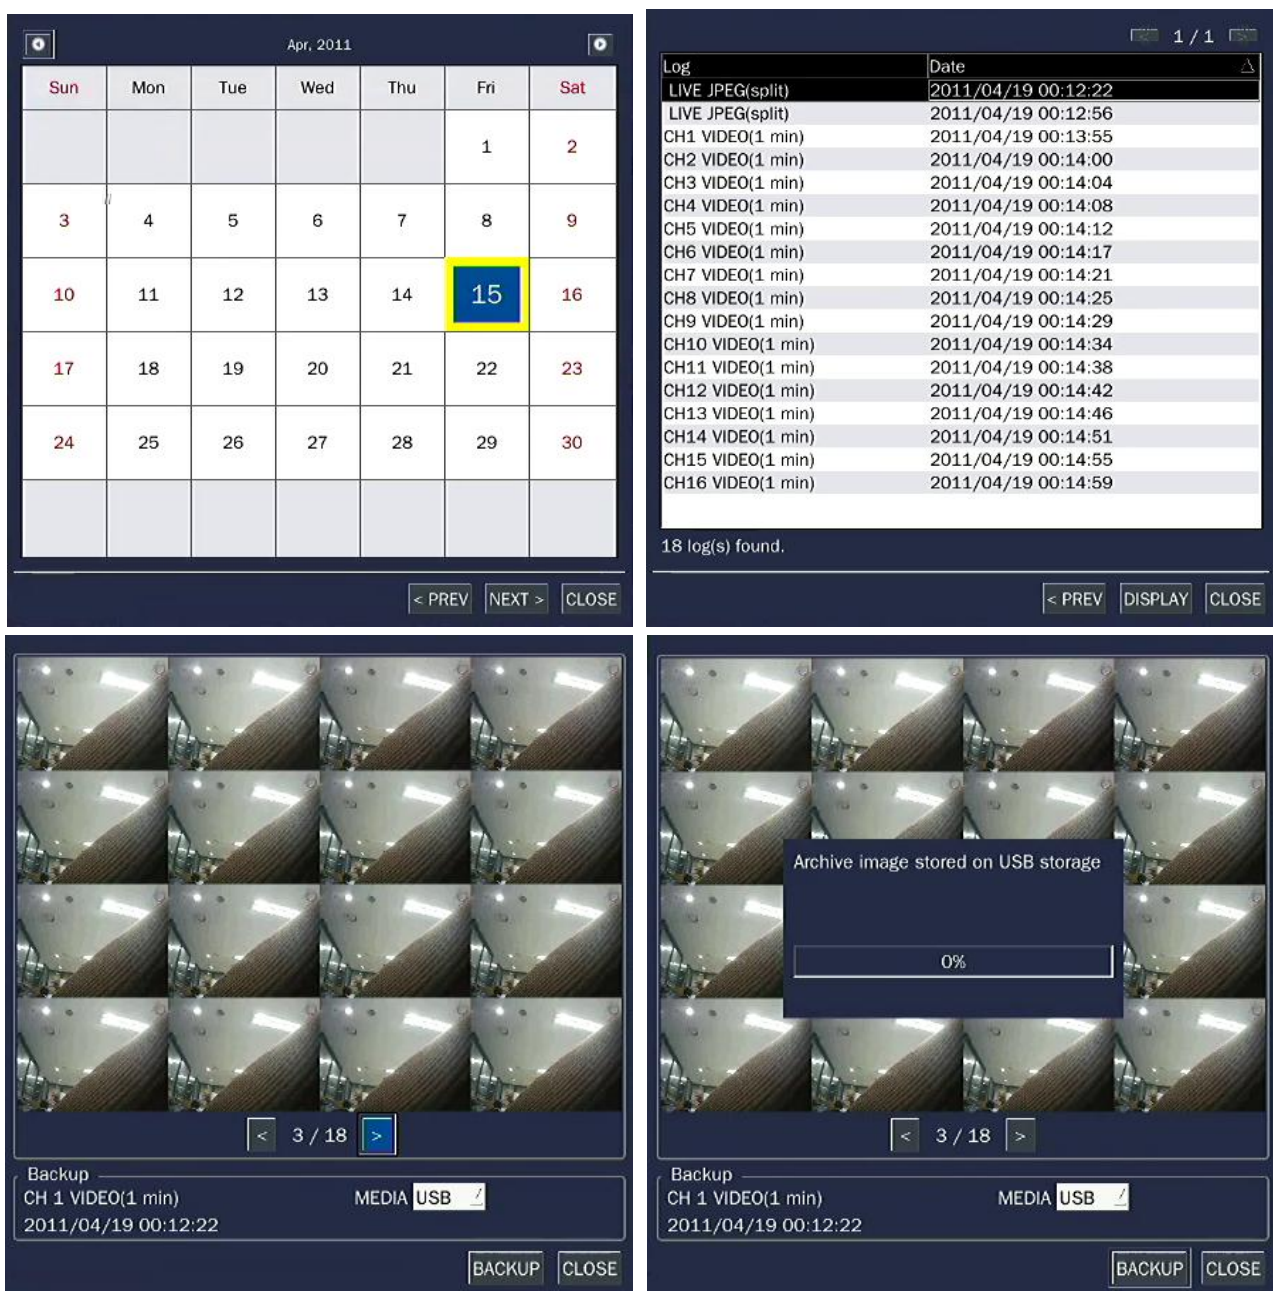 Apr, 2011
Sun Mon Tue Wed Thu Fri Sat
1 2
3 4 5 6 7 8 9
10 11 12 13 14 15 16
17 18 19 20 21 22 23
24 25 26 27 28 29 30
< PREV NEXT > CLOSE
1 / 1
Log Date
LIVE JPEG(split) 2011/04/19 00:12:22
LIVE JPEG(split) 2011/04/19 00:12:56
CH1 VIDEO(1 min) 2011/04/19 00:13:55
CH2 VIDEO(1 min) 2011/04/19 00:14:00
CH3 VIDEO(1 min) 2011/04/19 00:14:04
CH4 VIDEO(1 min) 2011/04/19 00:14:08
CH5 VIDEO(1 min) 2011/04/19 00:14:12
CH6 VIDEO(1 min) 2011/04/19 00:14:17
CH7 VIDEO(1 min) 2011/04/19 00:14:21
CH8 VIDEO(1 min) 2011/04/19 00:14:25
CH9 VIDEO(1 min) 2011/04/19 00:14:29
CH10 VIDEO(1 min) 2011/04/19 00:14:34
CH11 VIDEO(1 min) 2011/04/19 00:14:38
CH12 VIDEO(1 min) 2011/04/19 00:14:42
CH13 VIDEO(1 min) 2011/04/19 00:14:46
CH14 VIDEO(1 min) 2011/04/19 00:14:51
CH15 VIDEO(1 min) 2011/04/19 00:14:55
CH16 VIDEO(1 min) 2011/04/19 00:14:59
18 log(s) found.
< PREV DISPLAY CLOSE
< 3 / 18 >
Backup
CH 1 VIDEO(1 min) MEDIA USB
2011/04/19 00:12:22
BACKUP CLOSE
Archive image stored on USB storage
0%
< 3 / 18 >
Backup
CH 1 VIDEO(1 min) MEDIA USB
2011/04/19 00:12:22
BACKUP CLOSE